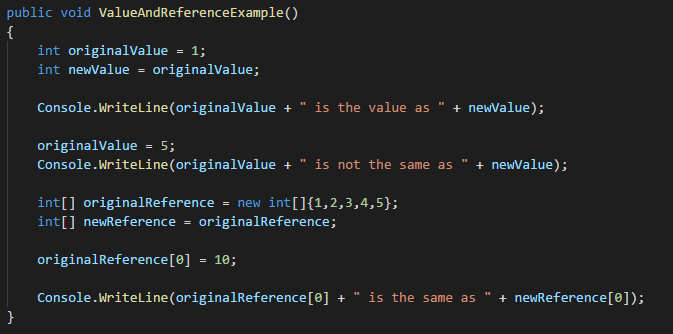 public void ValueAndReferenceExample()
{
    int originalValue = 1;
    int newValue = originalValue;

    Console.WriteLine(originalValue + " is the value as " + newValue);

    originalValue = 5;
    Console.WriteLine(originalValue + " is not the same as " + newValue);

    int[] originalReference = new int[]{1,2,3,4,5};
    int[] newReference = originalReference;

    originalReference[0] = 10;

    Console.WriteLine(originalReference[0] + " is the same as " + newReference[0]);
}